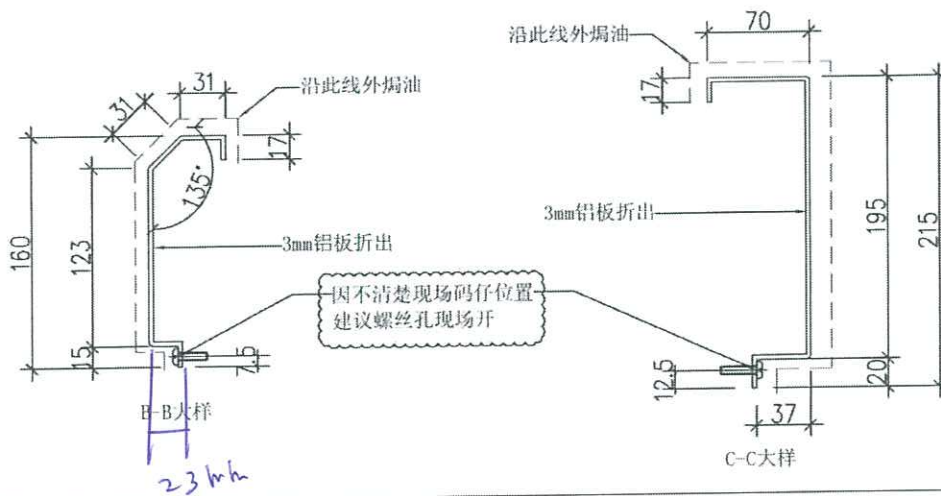 沿此线外焗油
70
31
沿此线外焗油
31
17
17
135°
3mm铝板折出
195
215
160
123
3mm铝板折出
因不清楚现场码仔位置
建议螺丝孔现场开
15
7.5
12.5
20
B-B大样
37
C-C大样
23mm